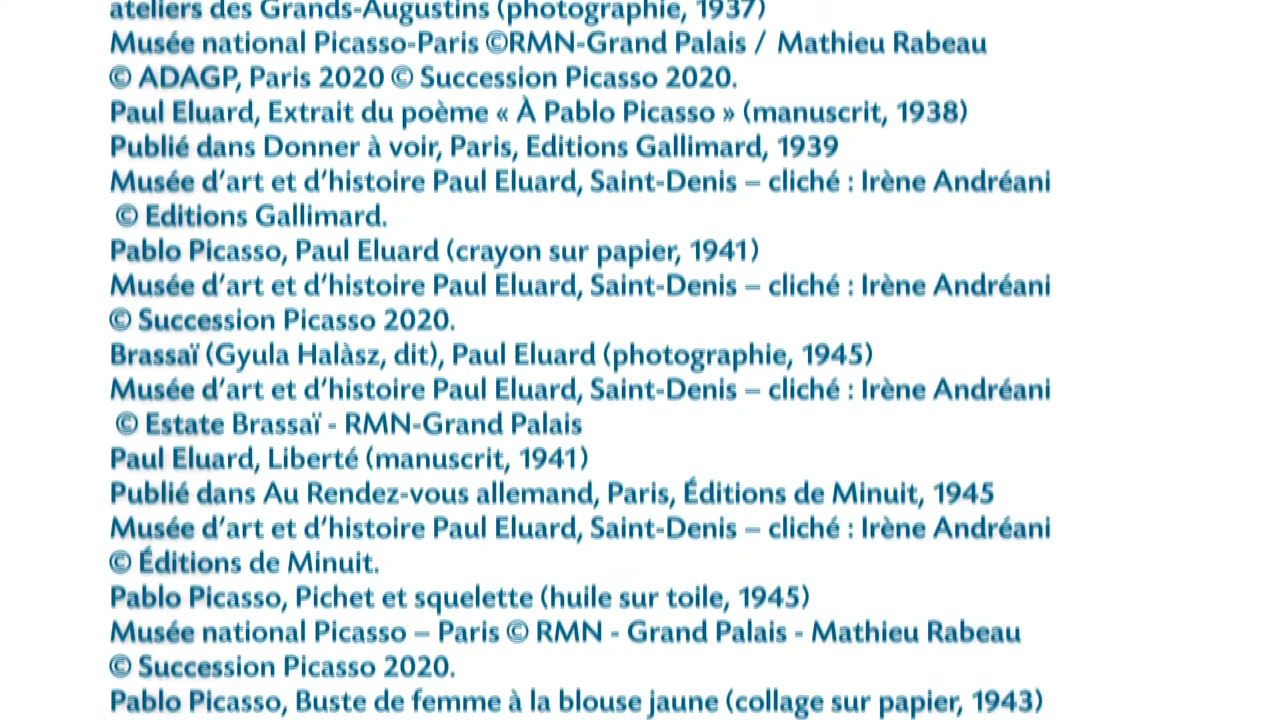 ateliers des Grands-Augustins (photographie, 1937)
Musée national Picasso-Paris ©RMN-Grand Palais / Mathieu Rabeau
© ADAGP, Paris 2020 © Succession Picasso 2020.
Paul Eluard, Extrait du poème « À Pablo Picasso » (manuscrit, 1938)
Publié dans Donner à voir, Paris, Editions Gallimard, 1939
Musée d’art et d’histoire Paul Eluard, Saint-Denis – cliché : Irène Andréani
© Editions Gallimard.
Pablo Picasso, Paul Eluard (crayon sur papier, 1941)
Musée d’art et d’histoire Paul Eluard, Saint-Denis – cliché : Irène Andréani
© Succession Picasso 2020.
Brassaï (Gyula Halàsz, dit), Paul Eluard (photographie, 1945)
Musée d’art et d’histoire Paul Eluard, Saint-Denis – cliché : Irène Andréani
© Estate Brassaï - RMN-Grand Palais
Paul Eluard, Liberté (manuscrit, 1941)
Publié dans Au Rendez-vous allemand, Paris, Éditions de Minuit, 1945
Musée d’art et d’histoire Paul Eluard, Saint-Denis – cliché : Irène Andréani
© Éditions de Minuit.
Pablo Picasso, Pichet et squelette (huile sur toile, 1945)
Musée national Picasso – Paris © RMN - Grand Palais - Mathieu Rabeau
© Succession Picasso 2020.
Pablo Picasso, Buste de femme à la blouse jaune (collage sur papier, 1943)